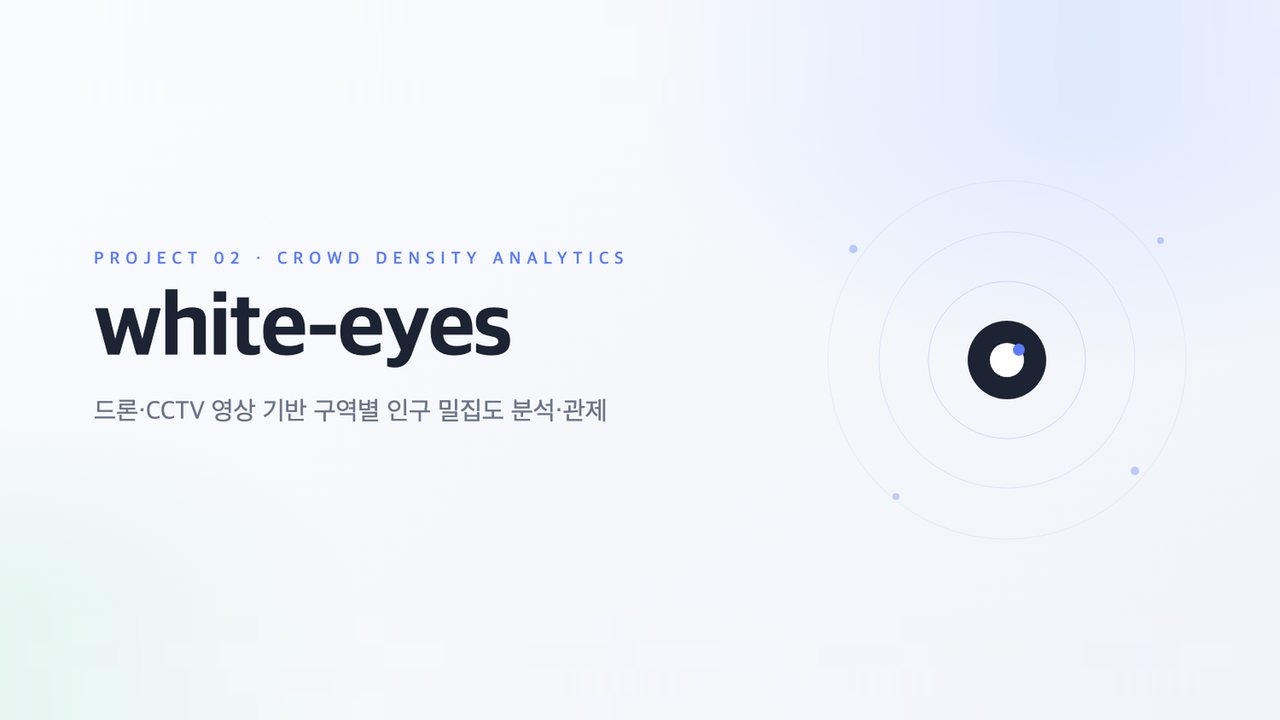 PROJECT 02 · CROWD DENSITY ANALYTICS
white-eyes
드론·CCTV 영상 기반 구역별 인구 밀집도 분석·관제